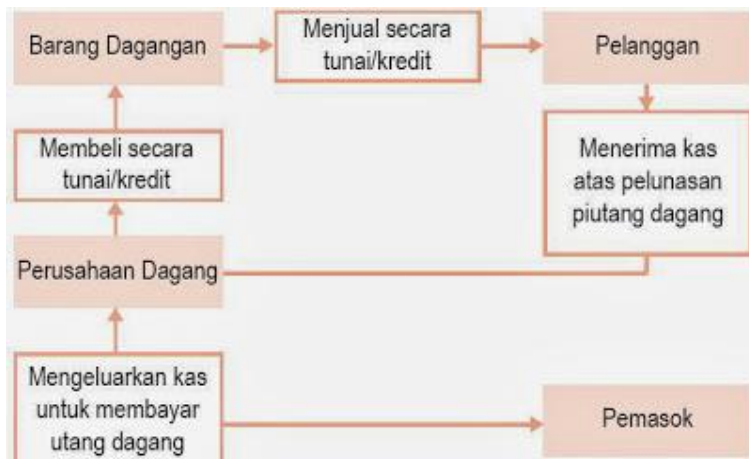 Barang Dagangan
Menjual secara
tunai/kredit
Pelanggan
Membeli secara
tunai/kredit
Menerima kas
atas pelunasan
piutang dagang
Perusahaan Dagang
Mengeluarkan kas
untuk membayar
utang dagang
Pemasok